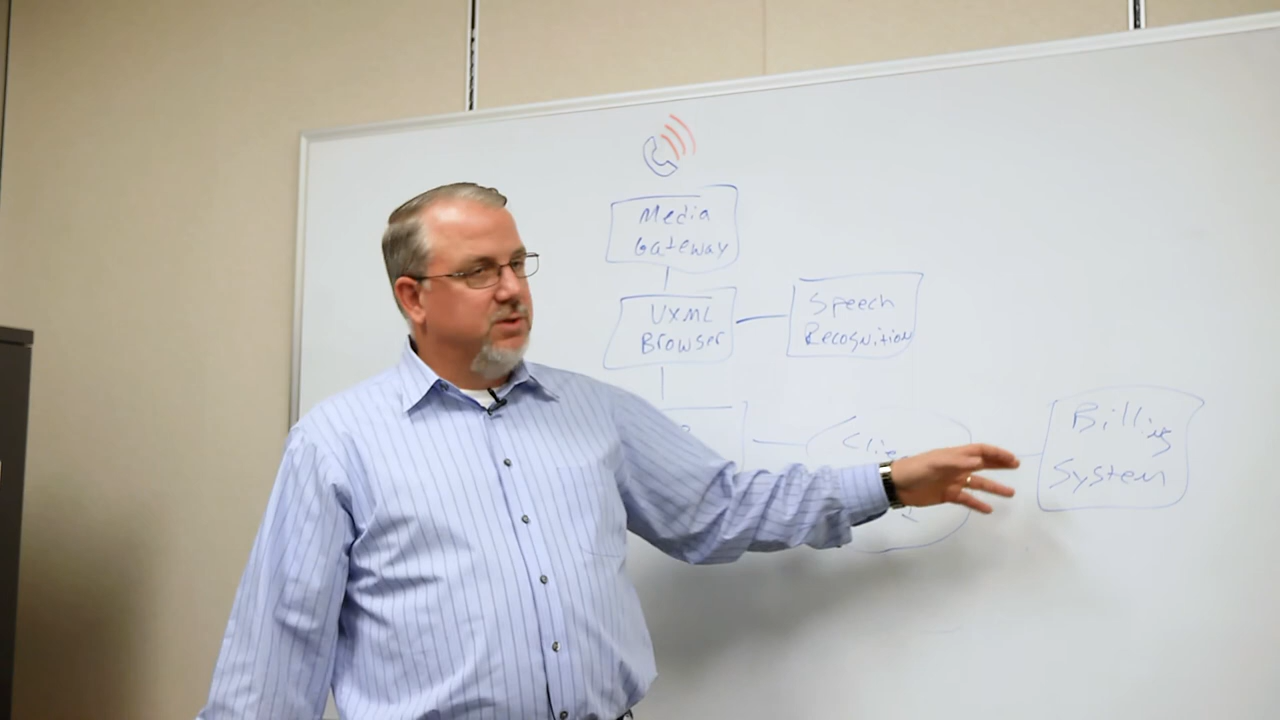 Media
Gateway
VXML
Browser
Speech
Recognition
Billing
System